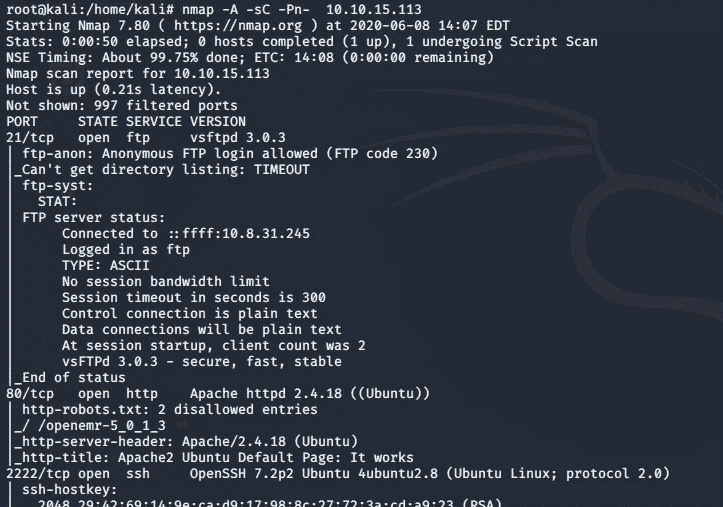 root@kali:/home/kali# nmap -A -sC -Pn- 10.10.15.113
Starting Nmap 7.80 ( https://nmap.org ) at 2020-06-08 14:07 EDT
Stats: 0:00:50 elapsed; 0 hosts completed (1 up), 1 undergoing Script Scan
NSE Timing: About 99.75% done; ETC: 14:08 (0:00:00 remaining)
Nmap scan report for 10.10.15.113
Host is up (0.21s latency).
Not shown: 997 filtered ports
PORT     STATE SERVICE VERSION
21/tcp   open  ftp     vsftpd 3.0.3
| ftp-anon: Anonymous FTP login allowed (FTP code 230)
|_Can't get directory listing: TIMEOUT
| ftp-syst:
|   STAT:
| FTP server status:
|      Connected to ::ffff:10.8.31.245
|      Logged in as ftp
|      TYPE: ASCII
|      No session bandwidth limit
|      Session timeout in seconds is 300
|      Control connection is plain text
|      Data connections will be plain text
|      At session startup, client count was 2
|      vsFTPd 3.0.3 - secure, fast, stable
|_End of status
80/tcp   open  http    Apache httpd 2.4.18 ((Ubuntu))
| http-robots.txt: 2 disallowed entries
|_/ /openemr-5_0_1_3
|_http-server-header: Apache/2.4.18 (Ubuntu)
|_http-title: Apache2 Ubuntu Default Page: It works
2222/tcp open  ssh     OpenSSH 7.2p2 Ubuntu 4ubuntu2.8 (Ubuntu Linux; protocol 2.0)
| ssh-hostkey:
|   2048 29:42:69:14:9e:ca:d9:17:98:8c:27:72:3a:cd:a9:23 (RSA)